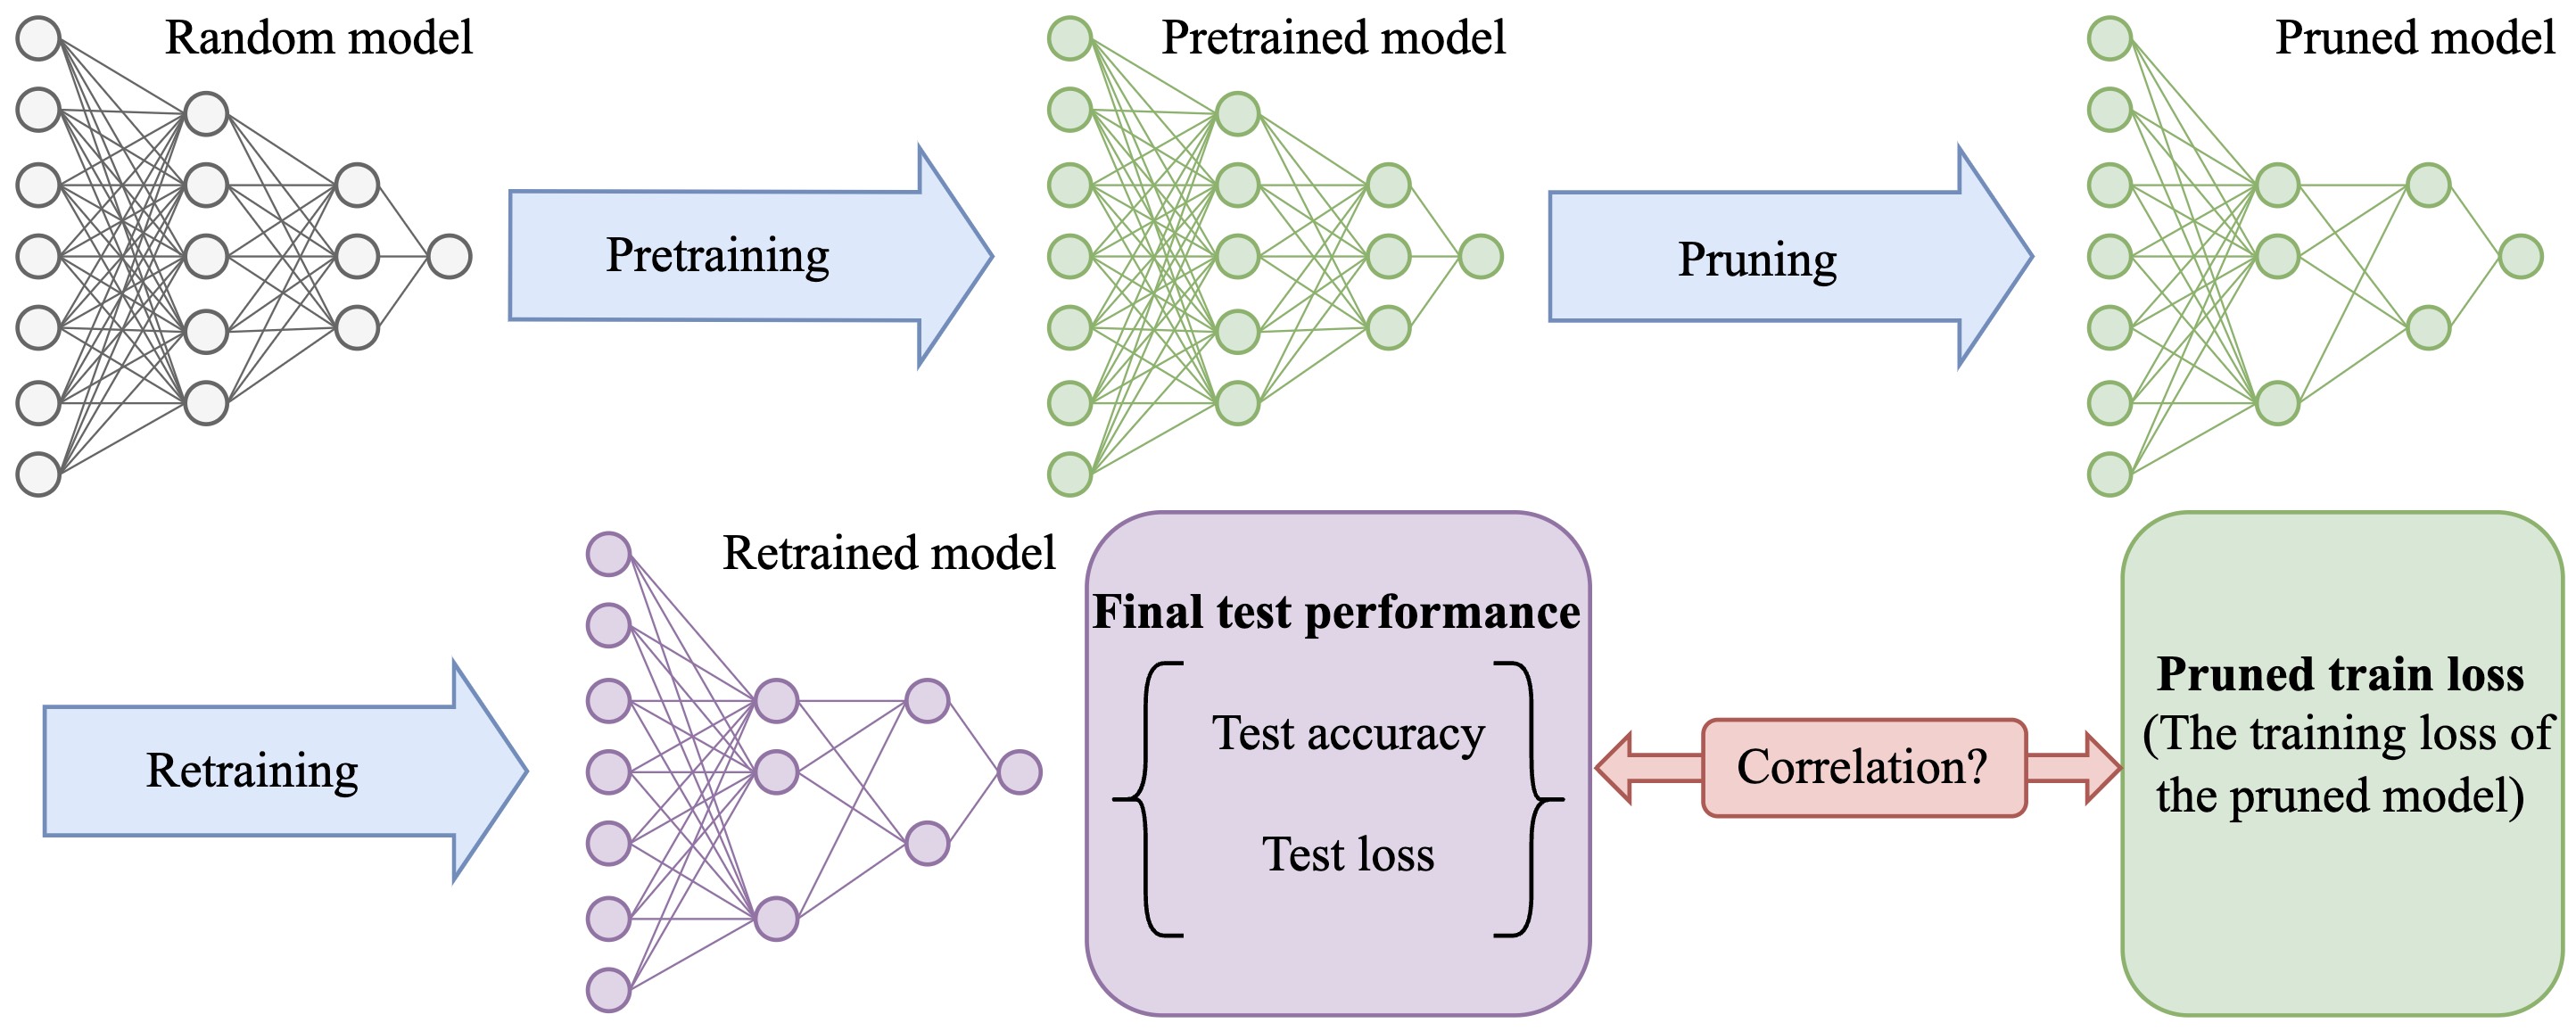 Random model
Pretraining
Pretrained model
Pruning
Pruned model
Retraining
Retrained model
Final test performance
Test accuracy
Test loss
Correlation?
Pruned train loss
(The training loss of
the pruned model)